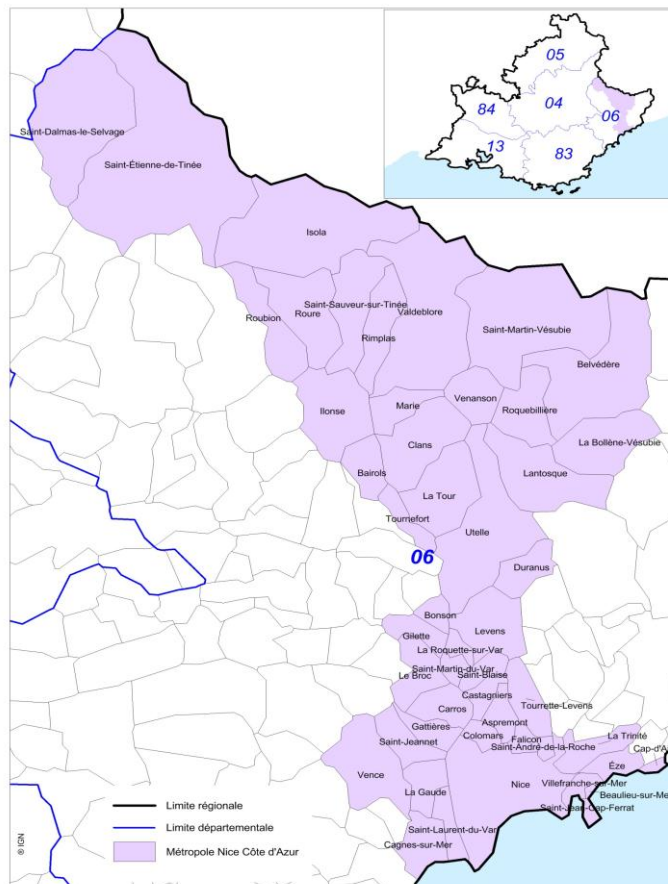 05
04
84
06
13
83
Saint-Dalmas-le-Selvage
Saint-Étienne-de-Tinée
Isola
Saint-Sauveur-sur-Tinée
Roubion
Roure
Valdeblore
Rimplas
Saint-Martin-Vésubie
Belvédère
Ilonse
Marie
Venanson
Roquebillière
Clans
La Bollène-Vésubie
Bairols
Lantosque
La Tour
Tournefort
Utelle
06
Duranus
Bonson
Levens
Gilette
La Roquette-sur-Var
Saint-Martin-du-Var
Saint-Blaise
Le Broc
Castagniers
Carros
Tourrette-Levens
Gattières
Aspremont
Colomars
Falicon
La Trinité
Saint-Jeannet
Saint-André-de-la-Roche
Cap-d'A
Èze
Vence
Nice
Villefranche-sur-Mer
La Gaude
Beaulieu-sur-Mer
Saint-Jean-Cap-Ferrat
Saint-Laurent-du-Var
Cagnes-sur-Mer
Limite régionale
Limite départementale
Métropole Nice Côte d'Azur
© IGN